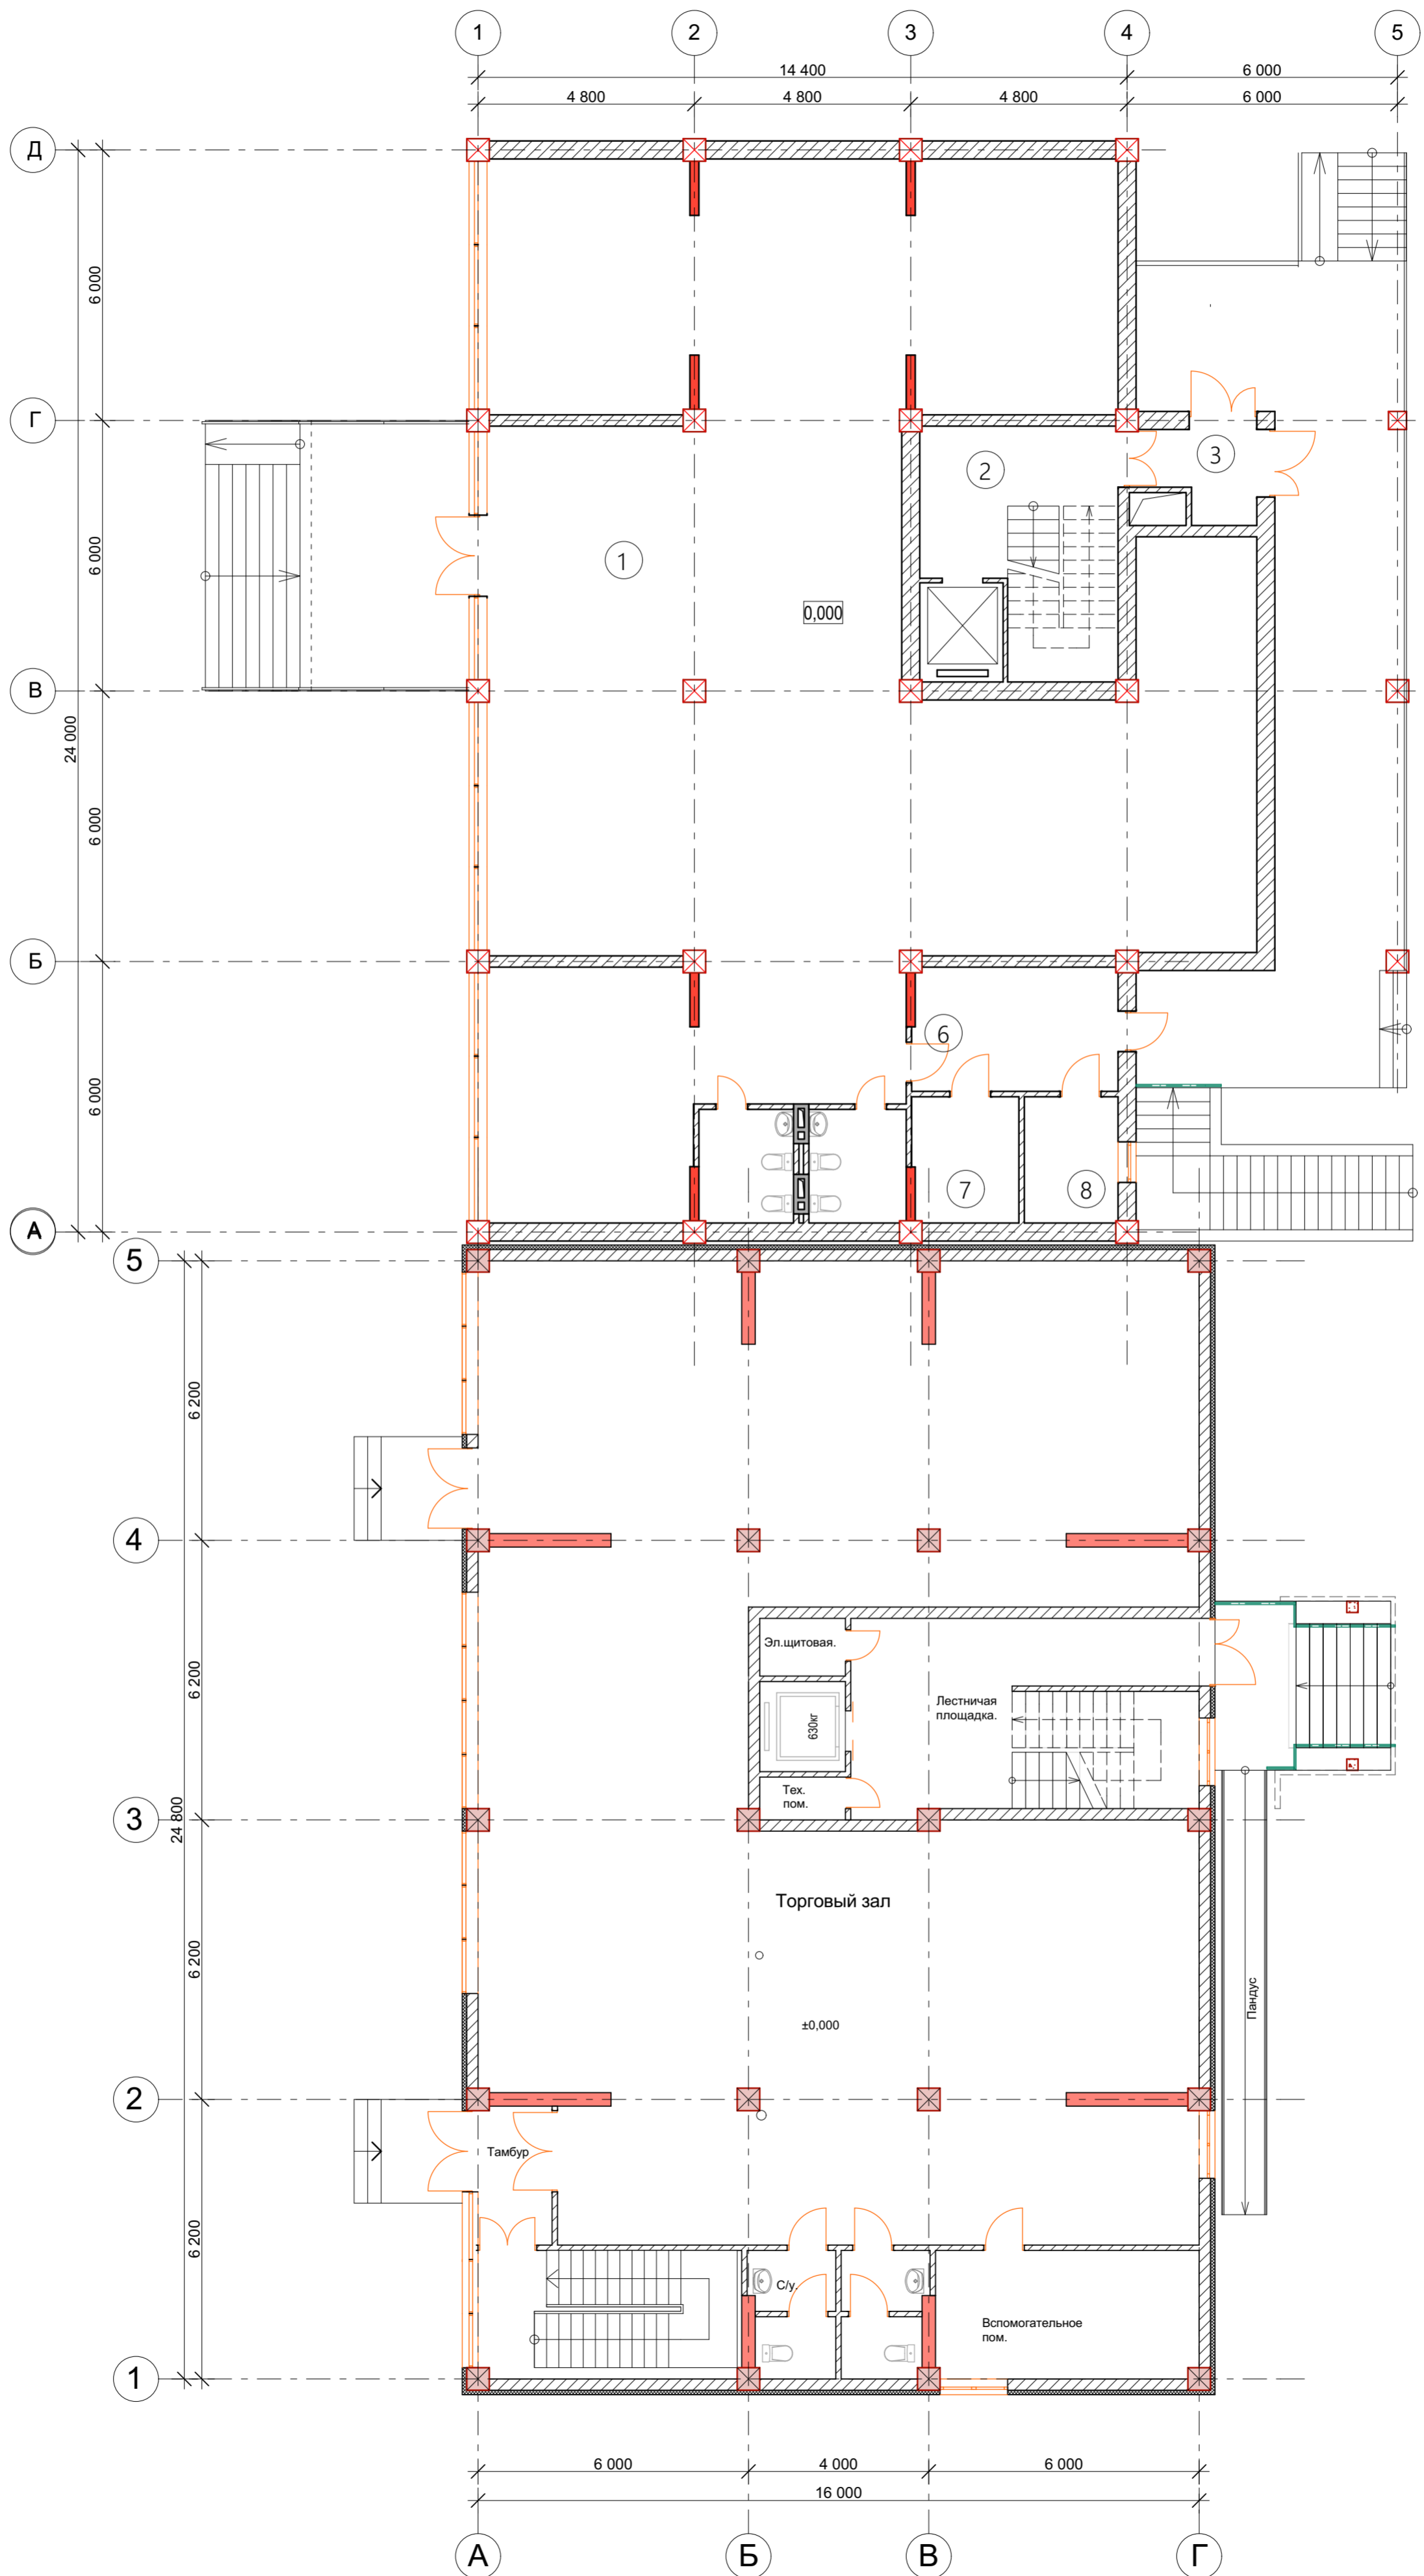 1
2
3
4
5
14 400
6 000
4 800
4 800
4 800
6 000
Д
6 000
Г
3
2
6 000
1
0,000
В
24 000
6 000
Б
6
6 000
7
8
А
5
6 200
4
Эл.щитовая.
6 200
630кг
Лестничая
площадка.
Тех.
пом.
3
24 800
Торговый зал
6 200
Пандус
±0,000
2
Тамбур
6 200
С/у.
Вспомогательное
пом.
1
6 000
4 000
6 000
16 000
А
Б
В
Г